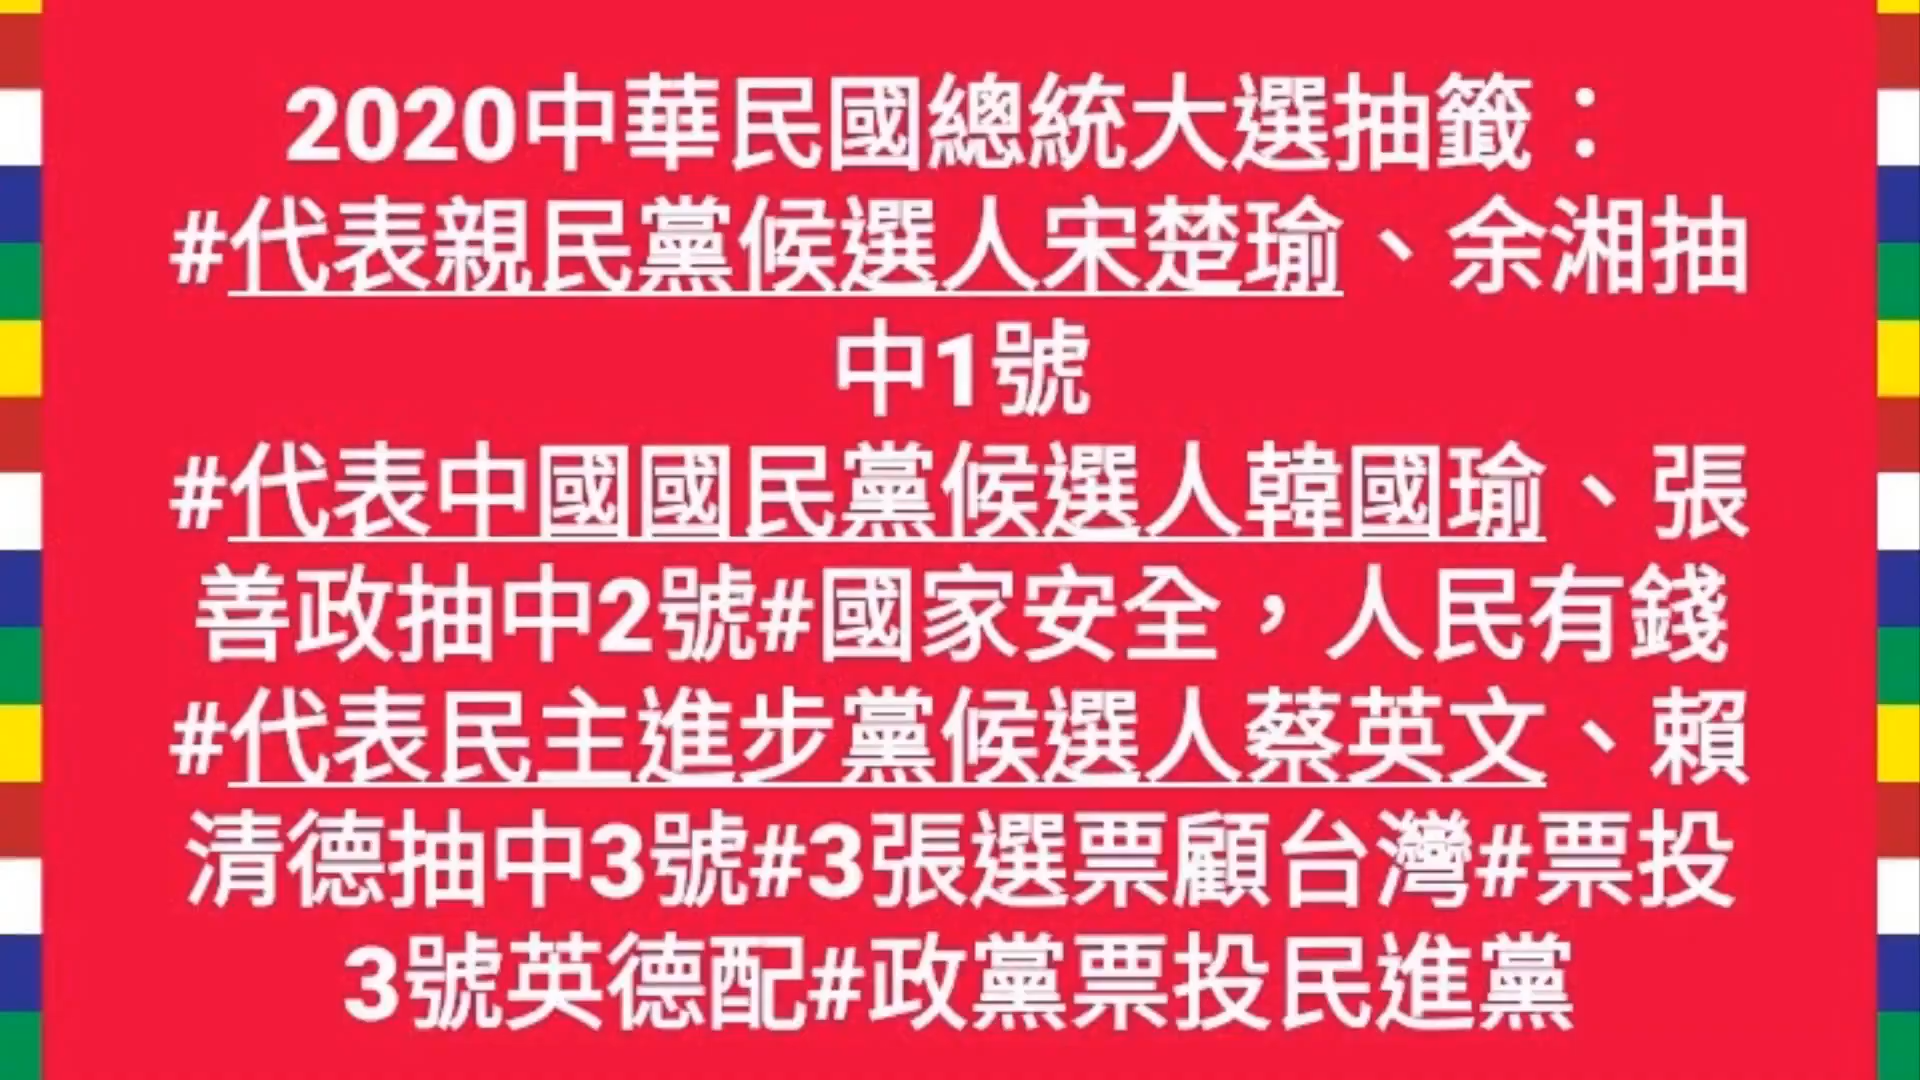 2020中華民國總統大選抽籤：
#代表親民黨候選人宋楚瑜、余湘抽
中1號
#代表中國國民黨候選人韓國瑜、張
善政抽中2號#國家安全，人民有錢
#代表民主進步黨候選人蔡英文、賴
清德抽中3號#3張選票顧台灣#票投
3號英德配#政黨票投民進黨